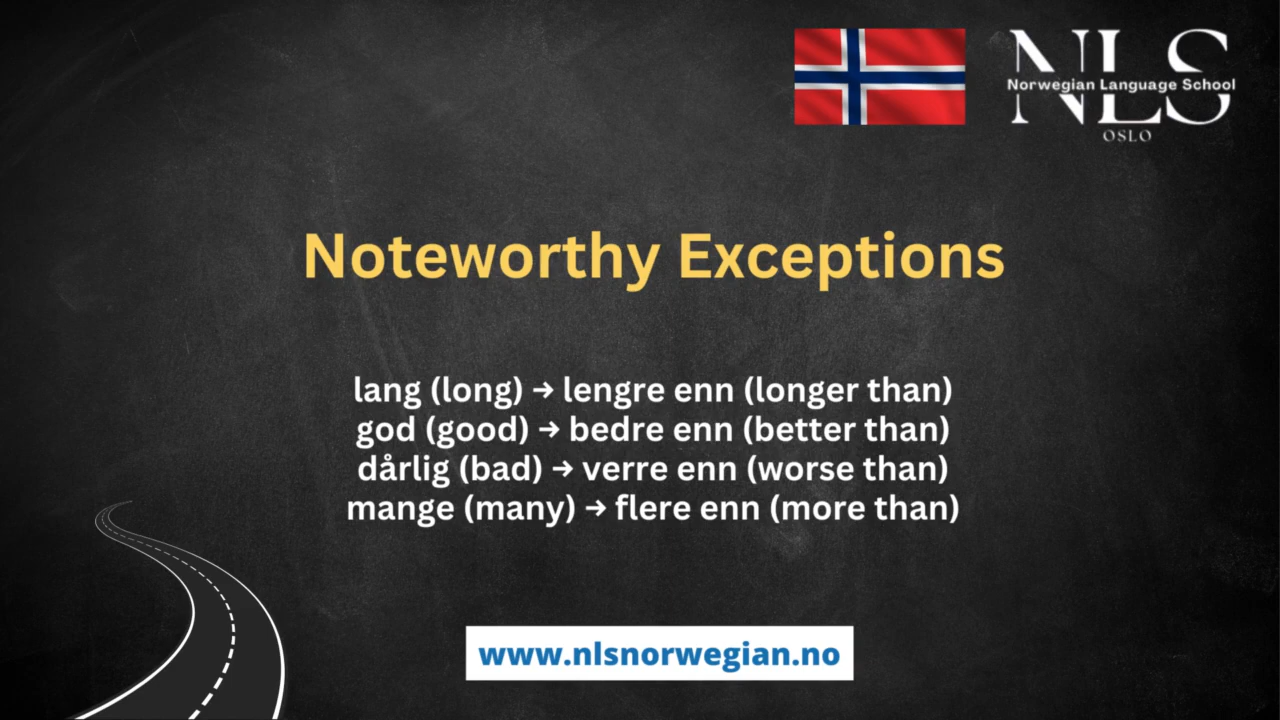 NLS
Norwegian Language School
OSLO
Noteworthy Exceptions
lang (long) → lengre enn (longer than)
god (good) → bedre enn (better than)
dårlig (bad) → verre enn (worse than)
mange (many) → flere enn (more than)
www.nlsnorwegian.no